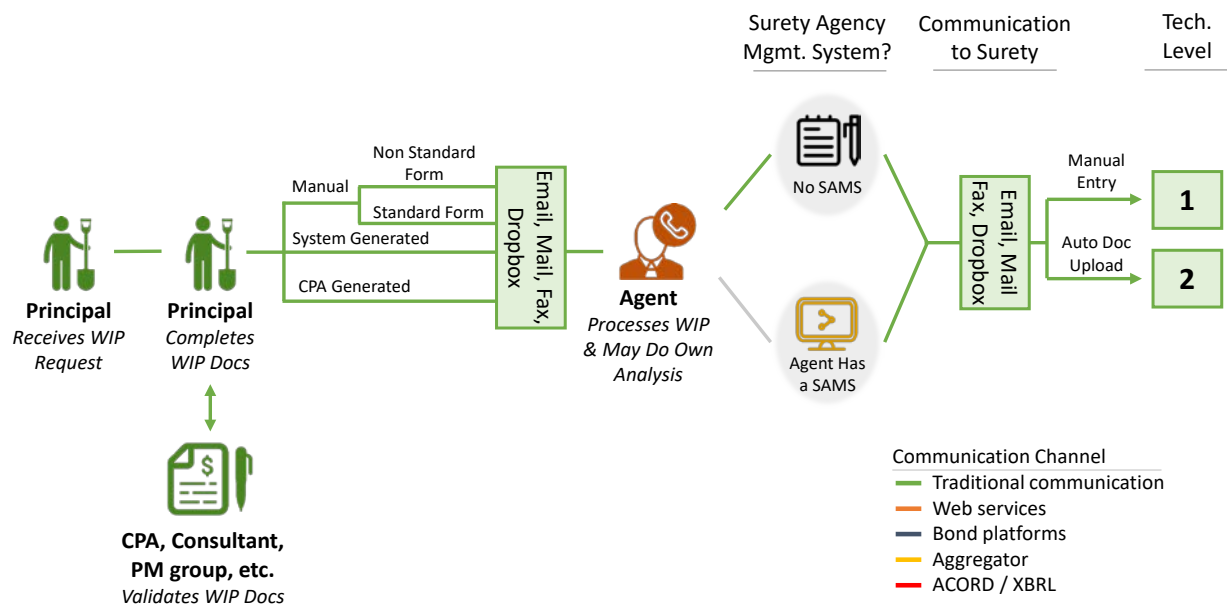 Surety Agency
Mgmt. System?
Communication
to Surety
Tech.
Level
Non Standard
Form
Manual
Standard Form
System Generated
CPA Generated
Email, Mail, Fax,
Dropbox
No SAMS
Agent Has
a SAMS
Email, Mail
Fax, Dropbox
Manual
Entry
Auto Doc
Upload
1
2
Principal
Receives WIP
Request
Principal
Completes
WIP Docs
Agent
Processes WIP
& May Do Own
Analysis
$
CPA, Consultant,
PM group, etc.
Validates WIP Docs
Communication Channel
Traditional communication
Web services
Bond platforms
Aggregator
ACORD / XBRL